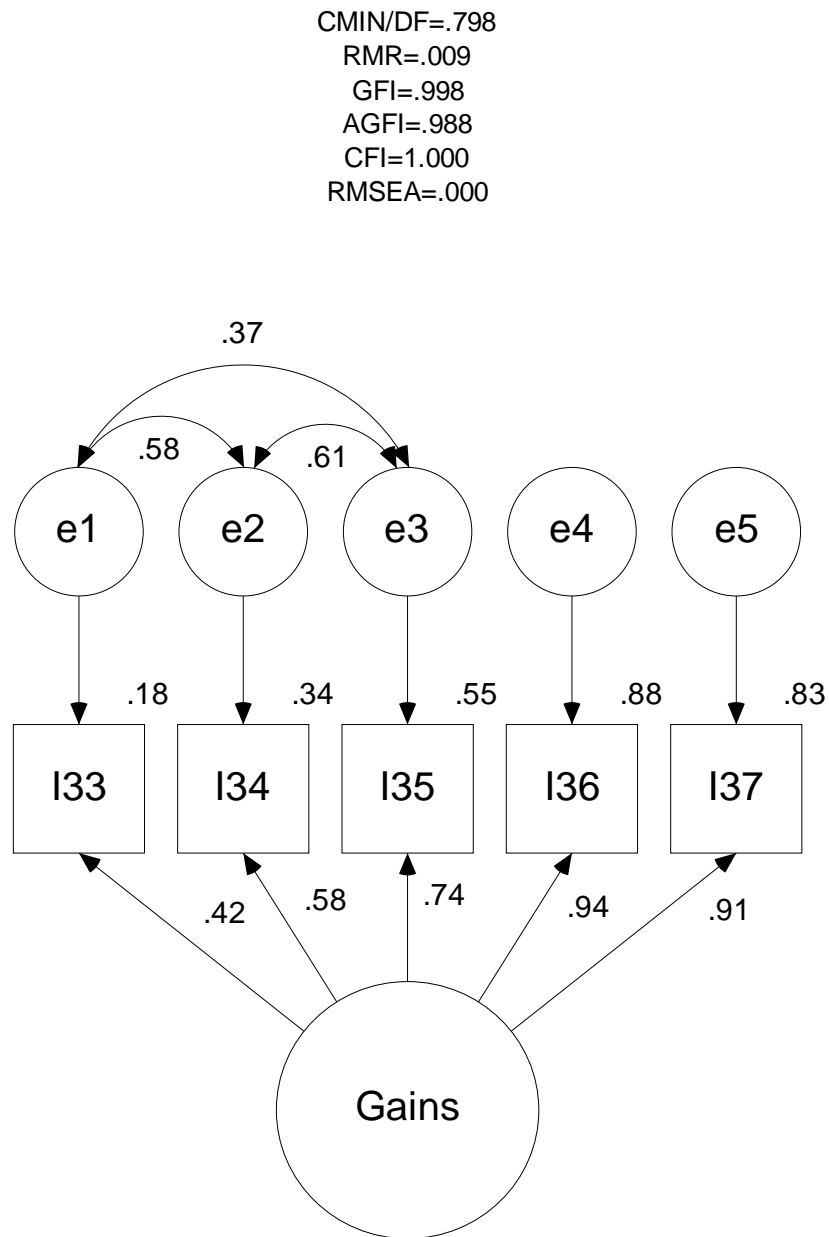 CMIN/DF=.798
RMR=.009
GFI=.998
AGFI=.988
CFI=1.000
RMSEA=.000
.37
.58 .61
e1 e2 e3 e4 e5
.18 .34 .55 .88 .83
I33 I34 I35 I36 I37
.42 .58 .74 .94 .91
Gains